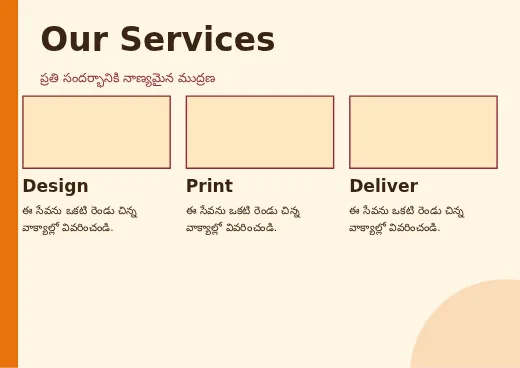 Our Services
ప్రతి సందర్భానికి నాణ్యమైన ముద్రణ
Design
ఈ సేవను ఒకటి రెండు చిన్న
వాక్యాల్లో వివరించండి.
Print
ఈ సేవను ఒకటి రెండు చిన్న
వాక్యాల్లో వివరించండి.
Deliver
ఈ సేవను ఒకటి రెండు చిన్న
వాక్యాల్లో వివరించండి.